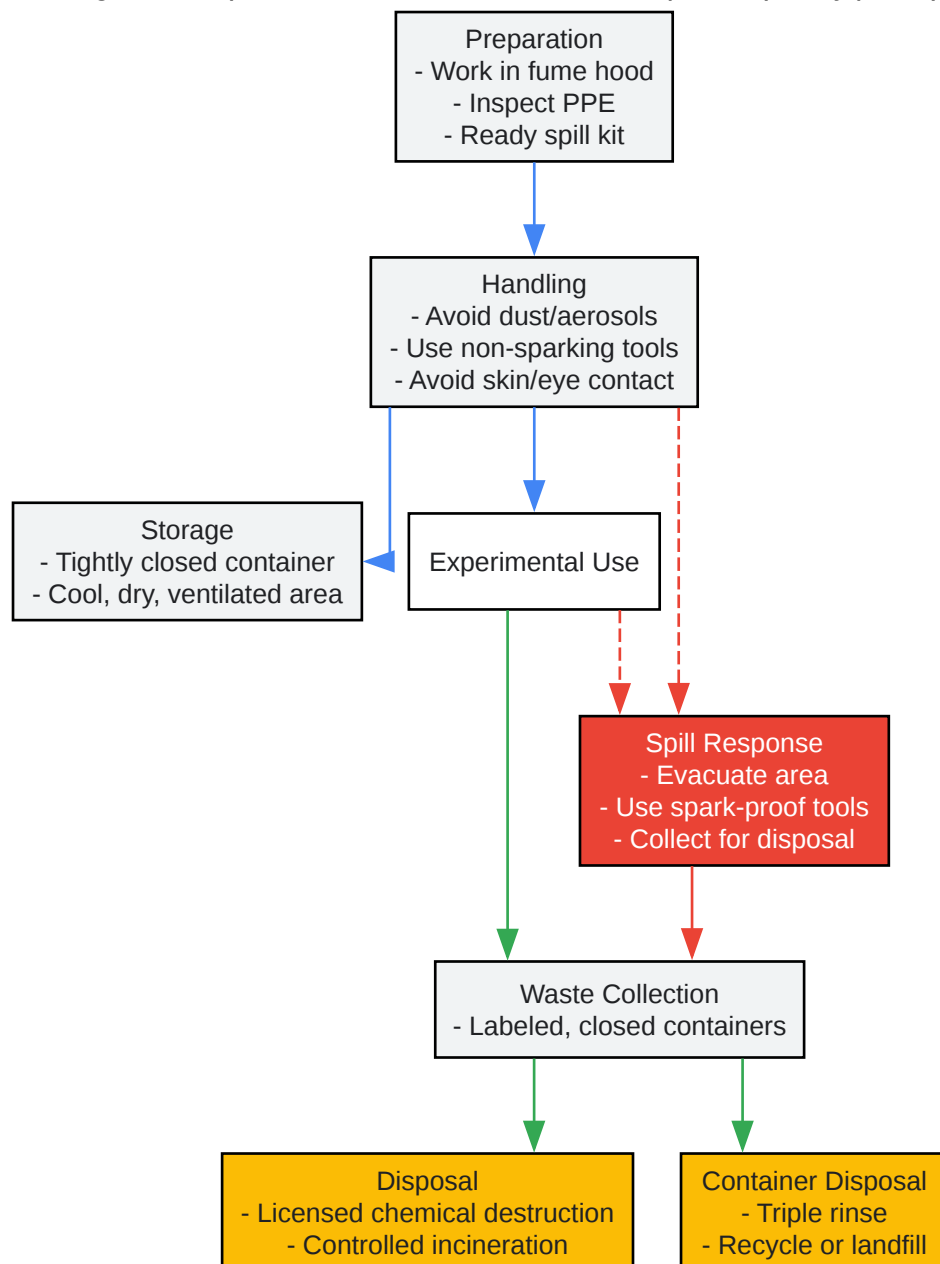 Preparation
- Work in fume hood
- Inspect PPE
- Ready spill kit
Handling
- Avoid dust/aerosols
- Use non-sparking tools
- Avoid skin/eye contact
Storage
- Tightly closed container
- Cool, dry, ventilated area
Experimental Use
Spill Response
- Evacuate area
- Use spark-proof tools
- Collect for disposal
Waste Collection
- Labeled, closed containers
Disposal
- Licensed chemical destruction
- Controlled incineration
Container Disposal
- Triple rinse
- Recycle or landfill